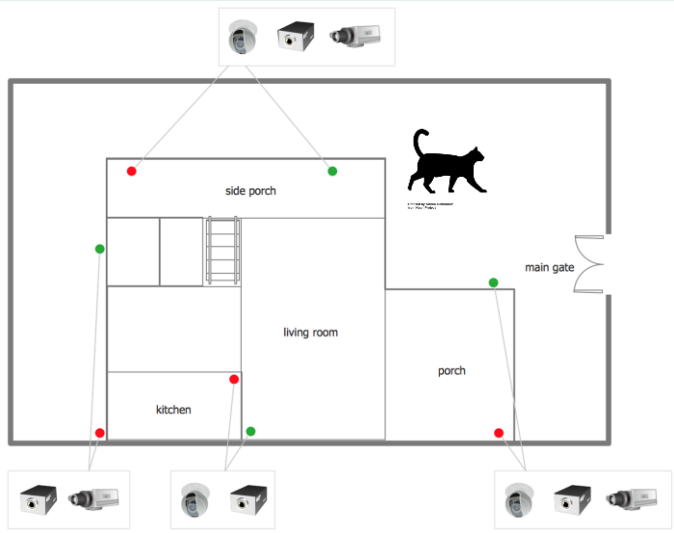 side porch
main gate
living room
porch
kitchen